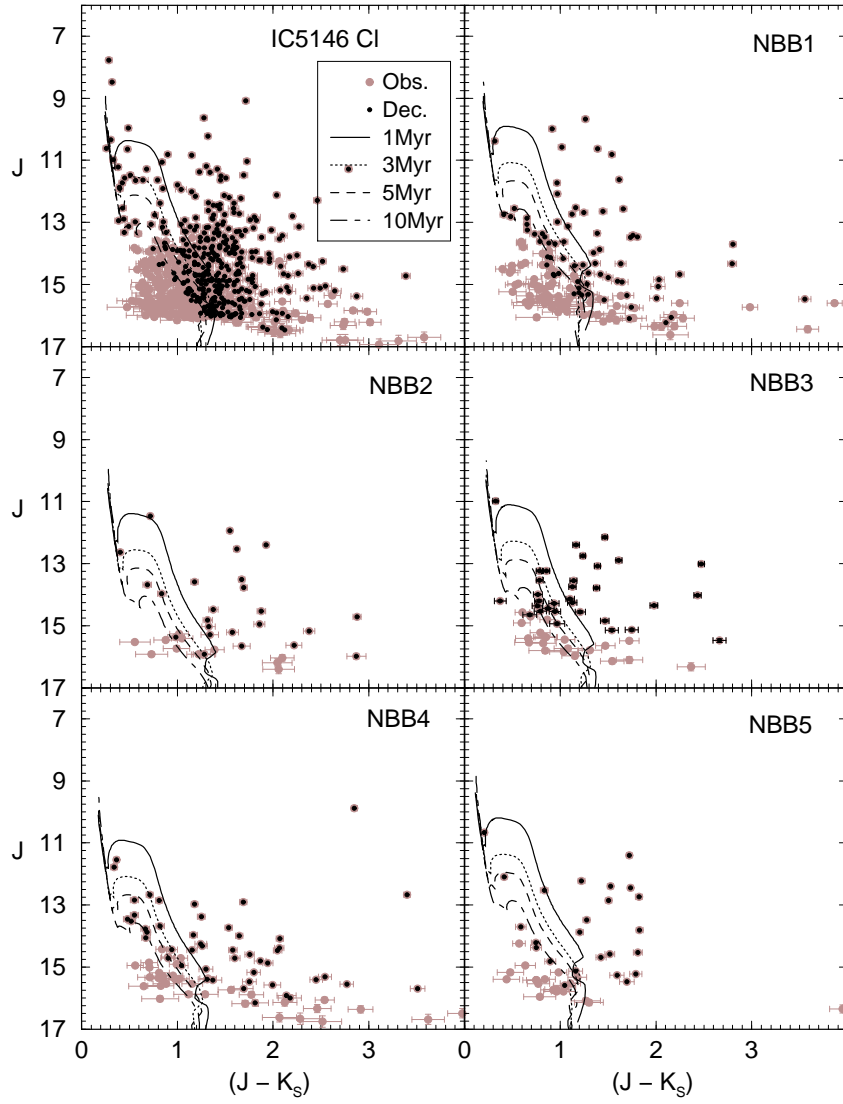 IC5146 Cl
Obs.
Dec.
1Myr
3Myr
5Myr
10Myr
NBB1
7
9
11
13
15
17
J
NBB2
NBB3
7
9
11
13
15
17
J
NBB4
NBB5
7
9
11
13
15
17
J
0 1 2 3 0 1 2 3
(J − K_S) (J − K_S)